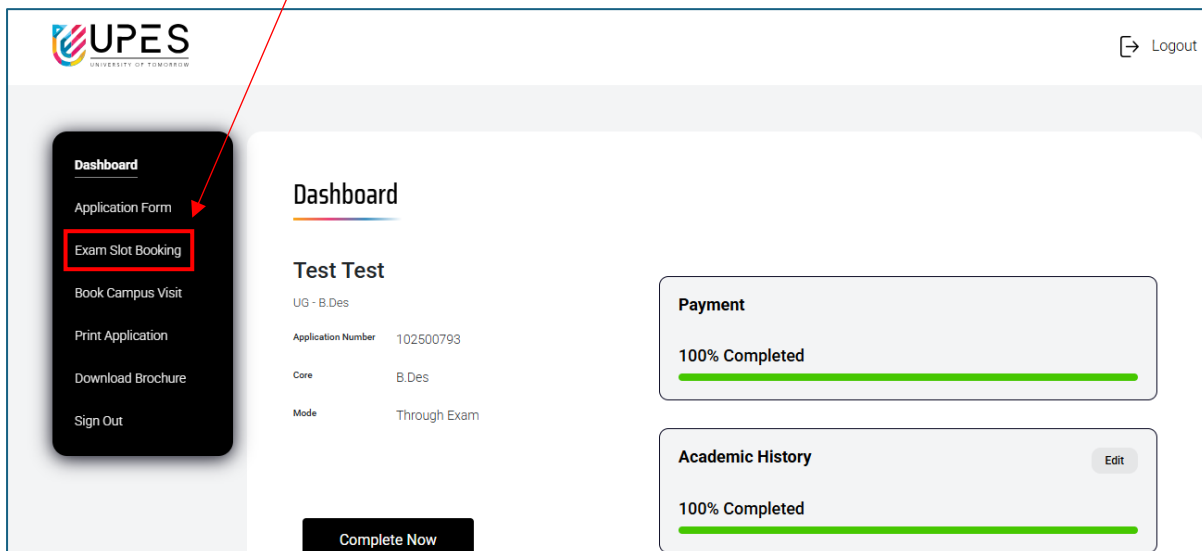 UPES
UNIVERSITY OF TOMORROW
Logout
Dashboard
Application Form
Exam Slot Booking
Book Campus Visit
Print Application
Download Brochure
Sign Out
Dashboard
Test Test
UG - B.Des
Application Number 102500793
Core B.Des
Mode Through Exam
Complete Now
Payment
100% Completed
Academic History Edit
100% Completed